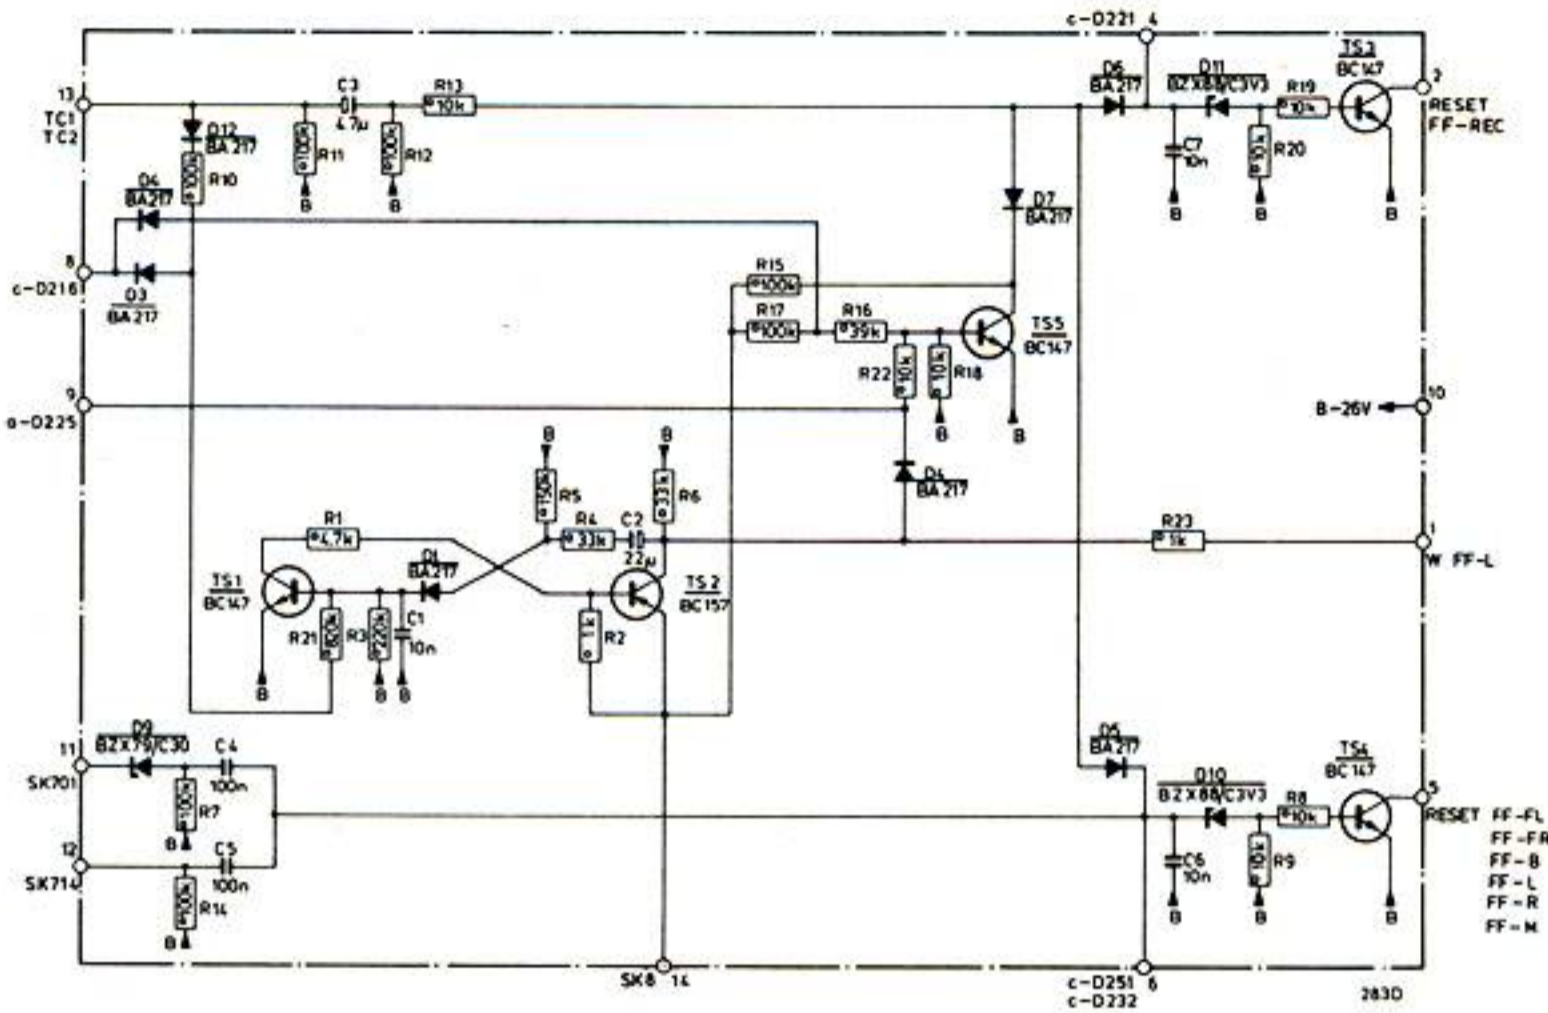 c-D221 4
13
TC1
TC2
C3
4.7µ
R13
10k
D12
BA217
100k
R10
100k
R11
100k
R12
B
B
D6
BA217
D11
BZX88/C3V3
R19
10k
TS3
BC147
2
RESET
FF-REC
C7
10n
10k
R20
B
B
B
D4
BA217
D7
BA217
8
c-D216
D3
BA217
R15
100k
R17
100k
R16
39k
TS5
BC147
R22
10k
10k
R18
B
B
9
a-D225
10
B-26V
D4
BA217
B
B
150k
R5
33k
R6
R1
4.7k
R4
33k
C2
22µ
R23
1k
1
W FF-L
TS1
BC147
D1
BA217
TS2
BC157
R21
820k
R3
220k
C1
10n
1k
R2
B
B
B
11
SK701
D9
BZX79/C30
C4
100n
100k
R7
B
12
SK714
C5
100n
100k
R14
B
D5
BA217
D10
BZX88/C3V3
R8
10k
TS4
BC147
5
RESET FF-FL
FF-FR
FF-B
FF-L
FF-R
FF-M
C6
10n
10k
R9
B
B
B
SK8 14
c-D251 6
c-D232
283D